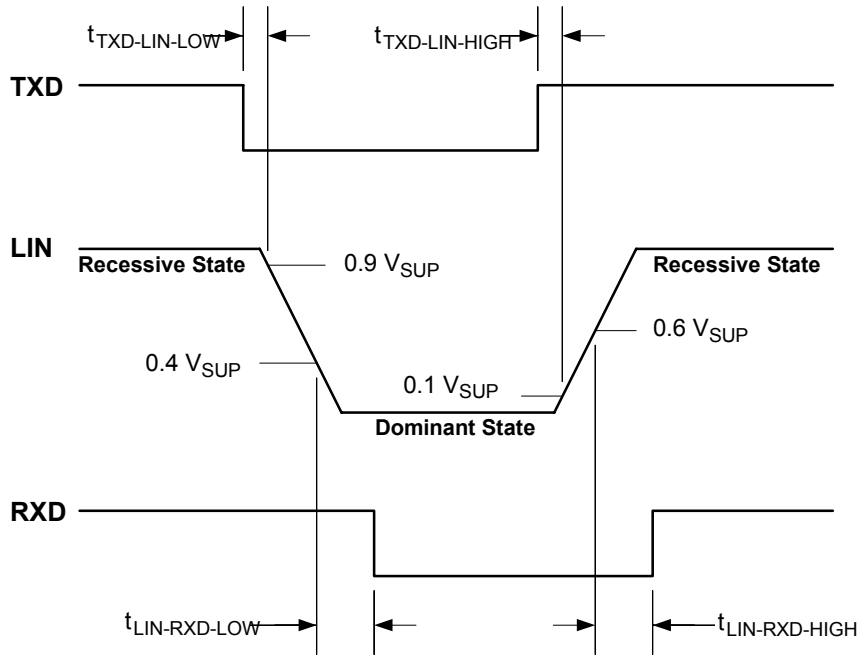 tTXD-LIN-LOW
tTXD-LIN-HIGH
TXD
LIN
Recessive State
0.9 VSUP
Recessive State
0.6 VSUP
0.4 VSUP
0.1 VSUP
Dominant State
RXD
tLIN-RXD-LOW
tLIN-RXD-HIGH